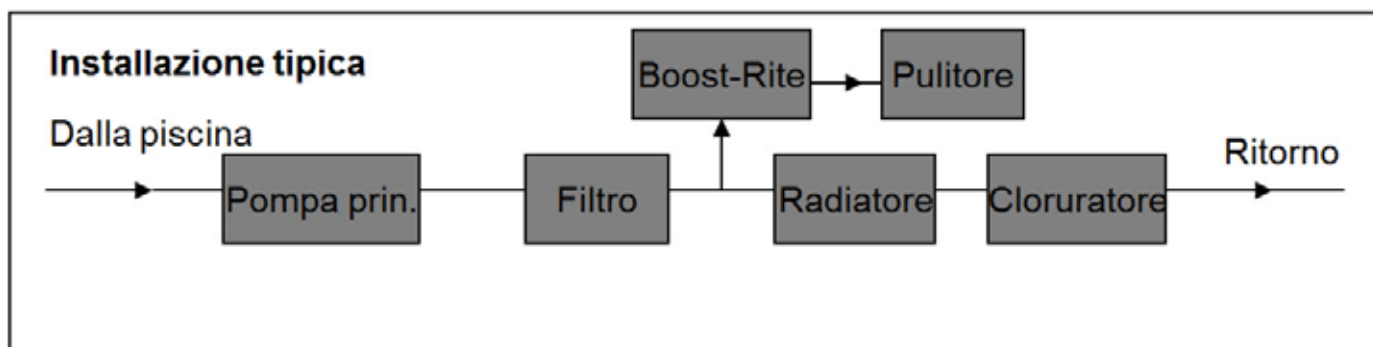 Installazione tipica
Boost-Rite
Pulitore
Dalla piscina
Ritorno
Pompa prin.
Filtro
Radiatore
Cloruratore